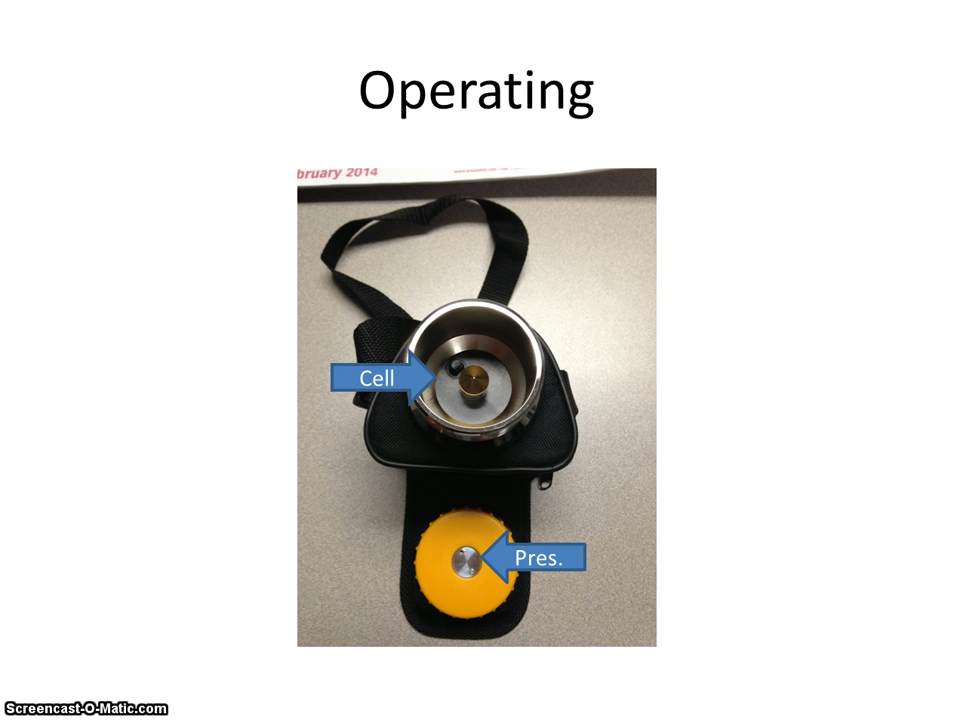 Operating
bruary 2014
Cell
Pres.
Screencast-O-Matic.com